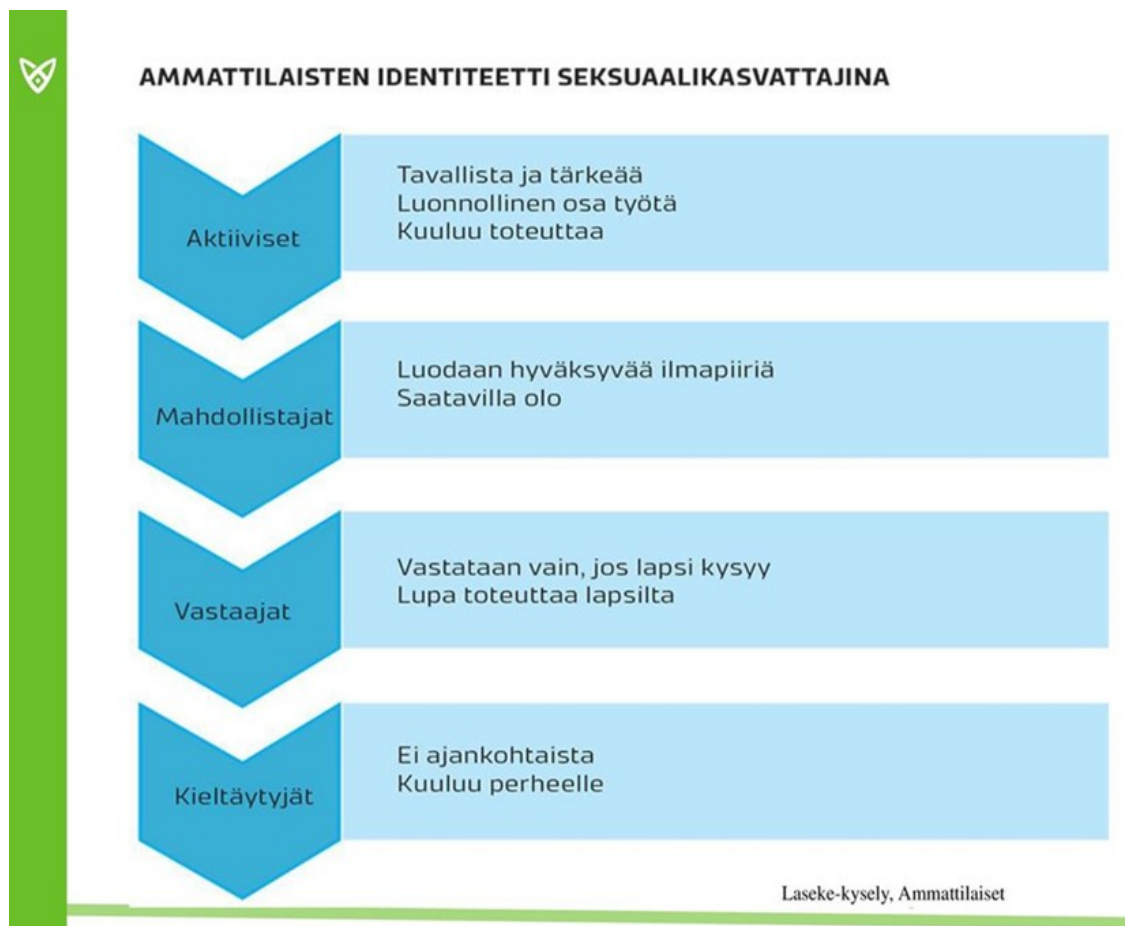 AMMATTILAISTEN IDENTITEETTI SEKSUAALIKASVATTAJINA
Aktiiviset
Tavallista ja tärkeää
Luonnollinen osa työtä
Kuuluu toteuttaa
Mahdollistajat
Luodaan hyväksyvää ilmapiiriä
Saatavilla olo
Vastaajat
Vastataan vain, jos lapsi kysyy
Lupa toteuttaa lapsilta
Kieltäytyjät
Ei ajankohtaista
Kuuluu perheelle
Laseke-kysely, Ammattilaiset